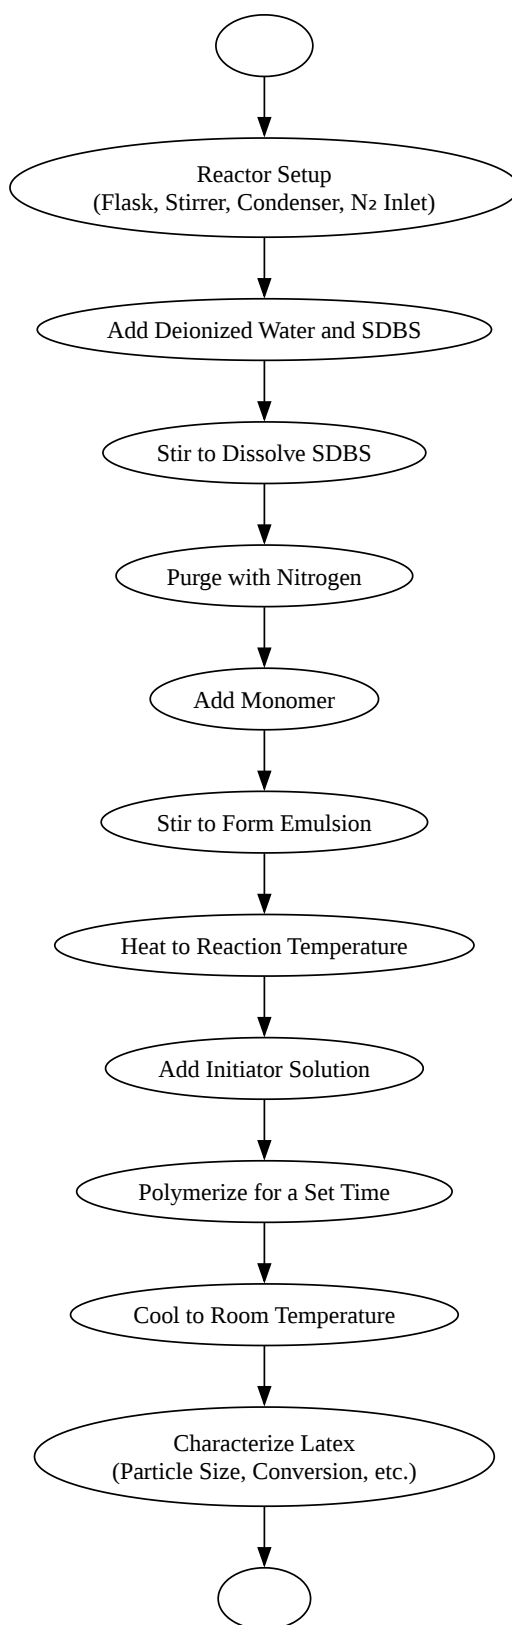 Reactor Setup
(Flask, Stirrer, Condenser, N₂ Inlet)
Add Deionized Water and SDBS
Stir to Dissolve SDBS
Purge with Nitrogen
Add Monomer
Stir to Form Emulsion
Heat to Reaction Temperature
Add Initiator Solution
Polymerize for a Set Time
Cool to Room Temperature
Characterize Latex
(Particle Size, Conversion, etc.)